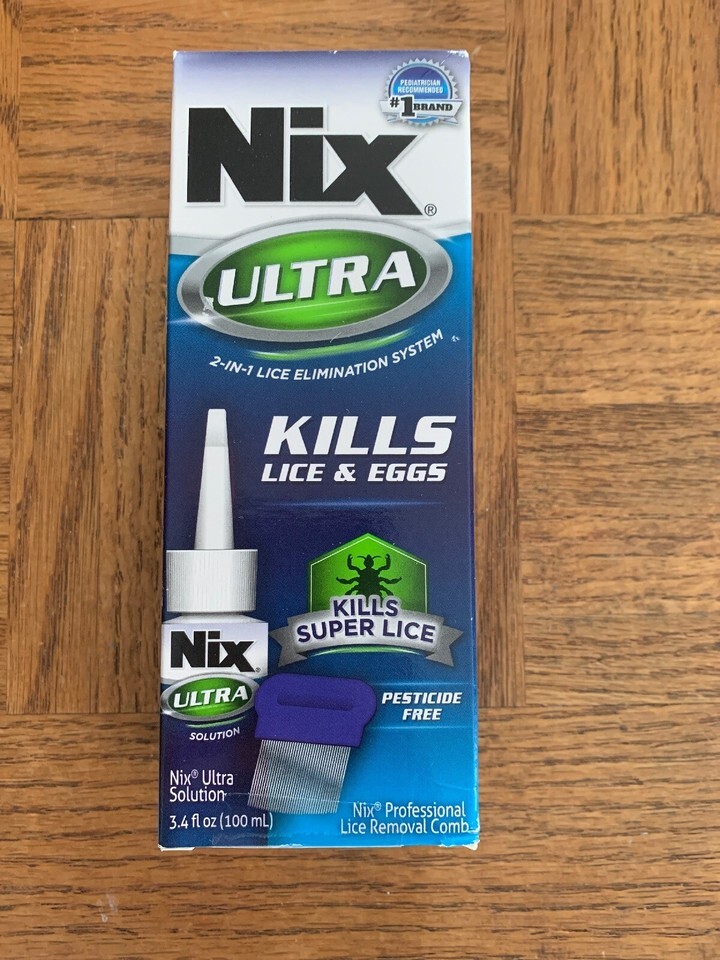 PEDIATRICIAN
RECOMMENDED
#1 BRAND
Nix®
ULTRA
2-IN-1 LICE ELIMINATION SYSTEM
KILLS
LICE & EGGS
KILLS
SUPER LICE
Nix®
ULTRA
SOLUTION
PESTICIDE
FREE
Nix® Ultra
Solution
3.4 fl oz (100 mL)
Nix® Professional
Lice Removal Comb